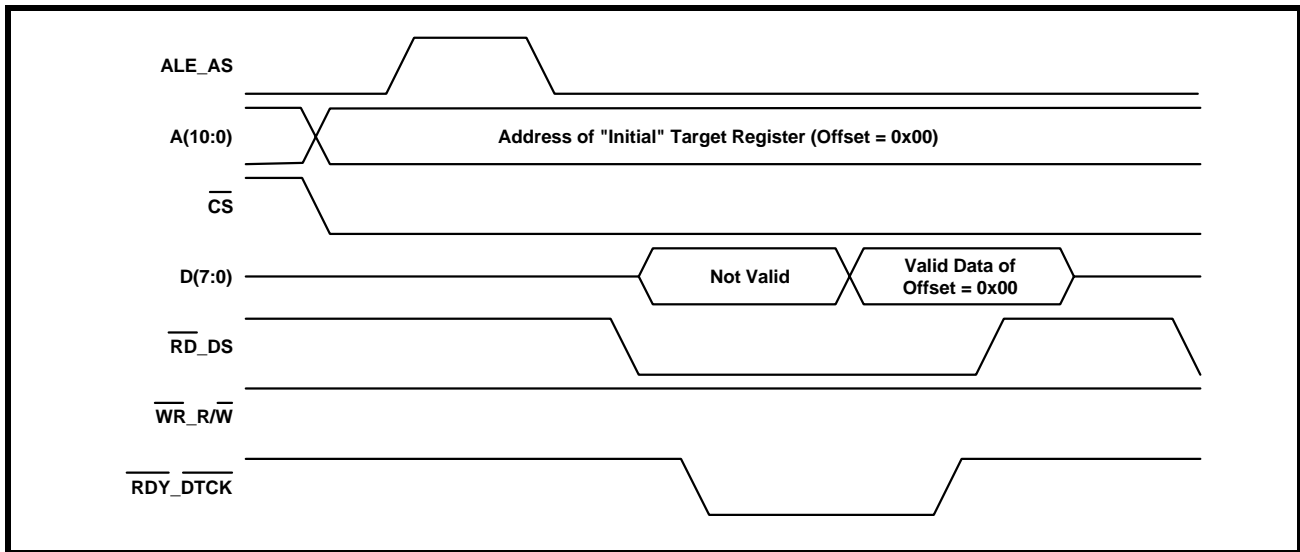 ALE_AS
A(10:0)
Address of "Initial" Target Register (Offset = 0x00)
CS
D(7:0)
Not Valid
Valid Data of
Offset = 0x00
RD_DS
WR_R/W
RDY_DTCK